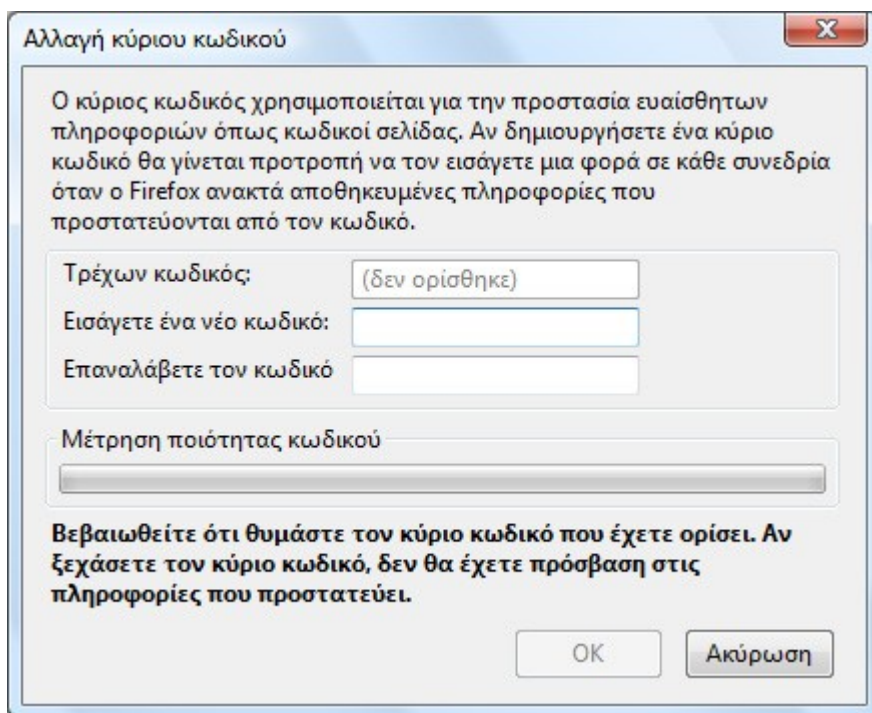 Αλλαγή κύριου κωδικού
Ο κύριος κωδικός χρησιμοποιείται για την προστασία ευαίσθητων
πληροφοριών όπως κωδικοί σελίδας. Αν δημιουργήσετε ένα κύριο
κωδικό θα γίνεται προτροπή να τον εισάγετε μια φορά σε κάθε συνεδρία
όταν ο Firefox ανακτά αποθηκευμένες πληροφορίες που
προστατεύονται από τον κωδικό.
Τρέχων κωδικός: (δεν ορίσθηκε)
Εισάγετε ένα νέο κωδικό:
Επαναλάβετε τον κωδικό
Μέτρηση ποιότητας κωδικού
Βεβαιωθείτε ότι θυμάστε τον κύριο κωδικό που έχετε ορίσει. Αν
ξεχάσετε τον κύριο κωδικό, δεν θα έχετε πρόσβαση στις
πληροφορίες που προστατεύει.
OK Ακύρωση